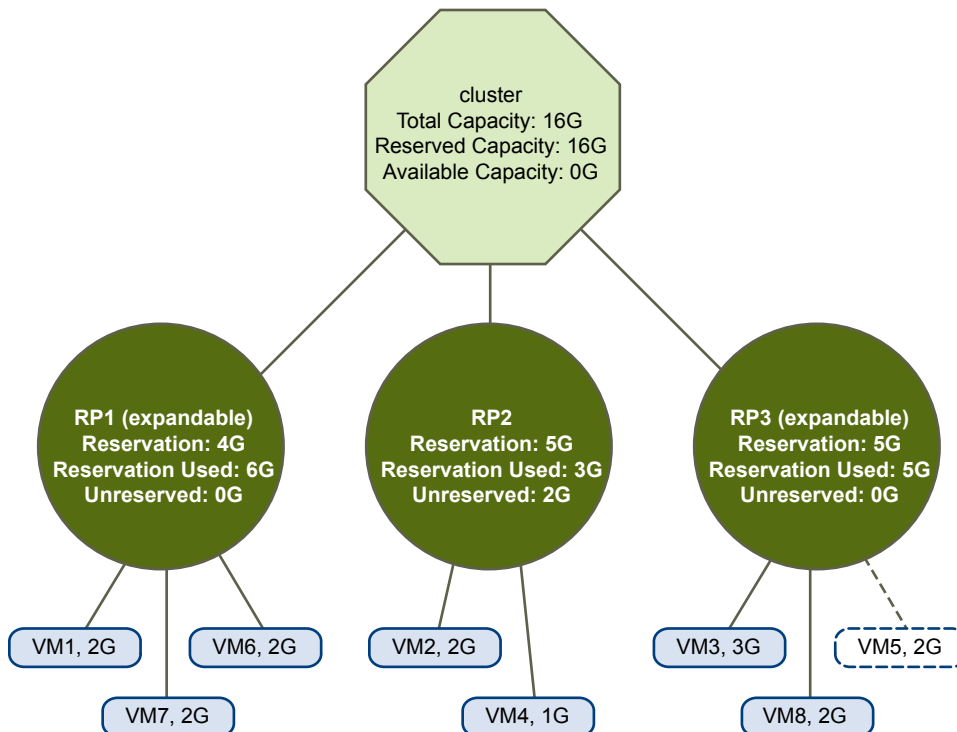 cluster
Total Capacity: 16G
Reserved Capacity: 16G
Available Capacity: 0G
RP1 (expandable)
Reservation: 4G
Reservation Used: 6G
Unreserved: 0G
RP2
Reservation: 5G
Reservation Used: 3G
Unreserved: 2G
RP3 (expandable)
Reservation: 5G
Reservation Used: 5G
Unreserved: 0G
VM1, 2G
VM6, 2G
VM2, 2G
VM3, 3G
VM5, 2G
VM7, 2G
VM4, 1G
VM8, 2G